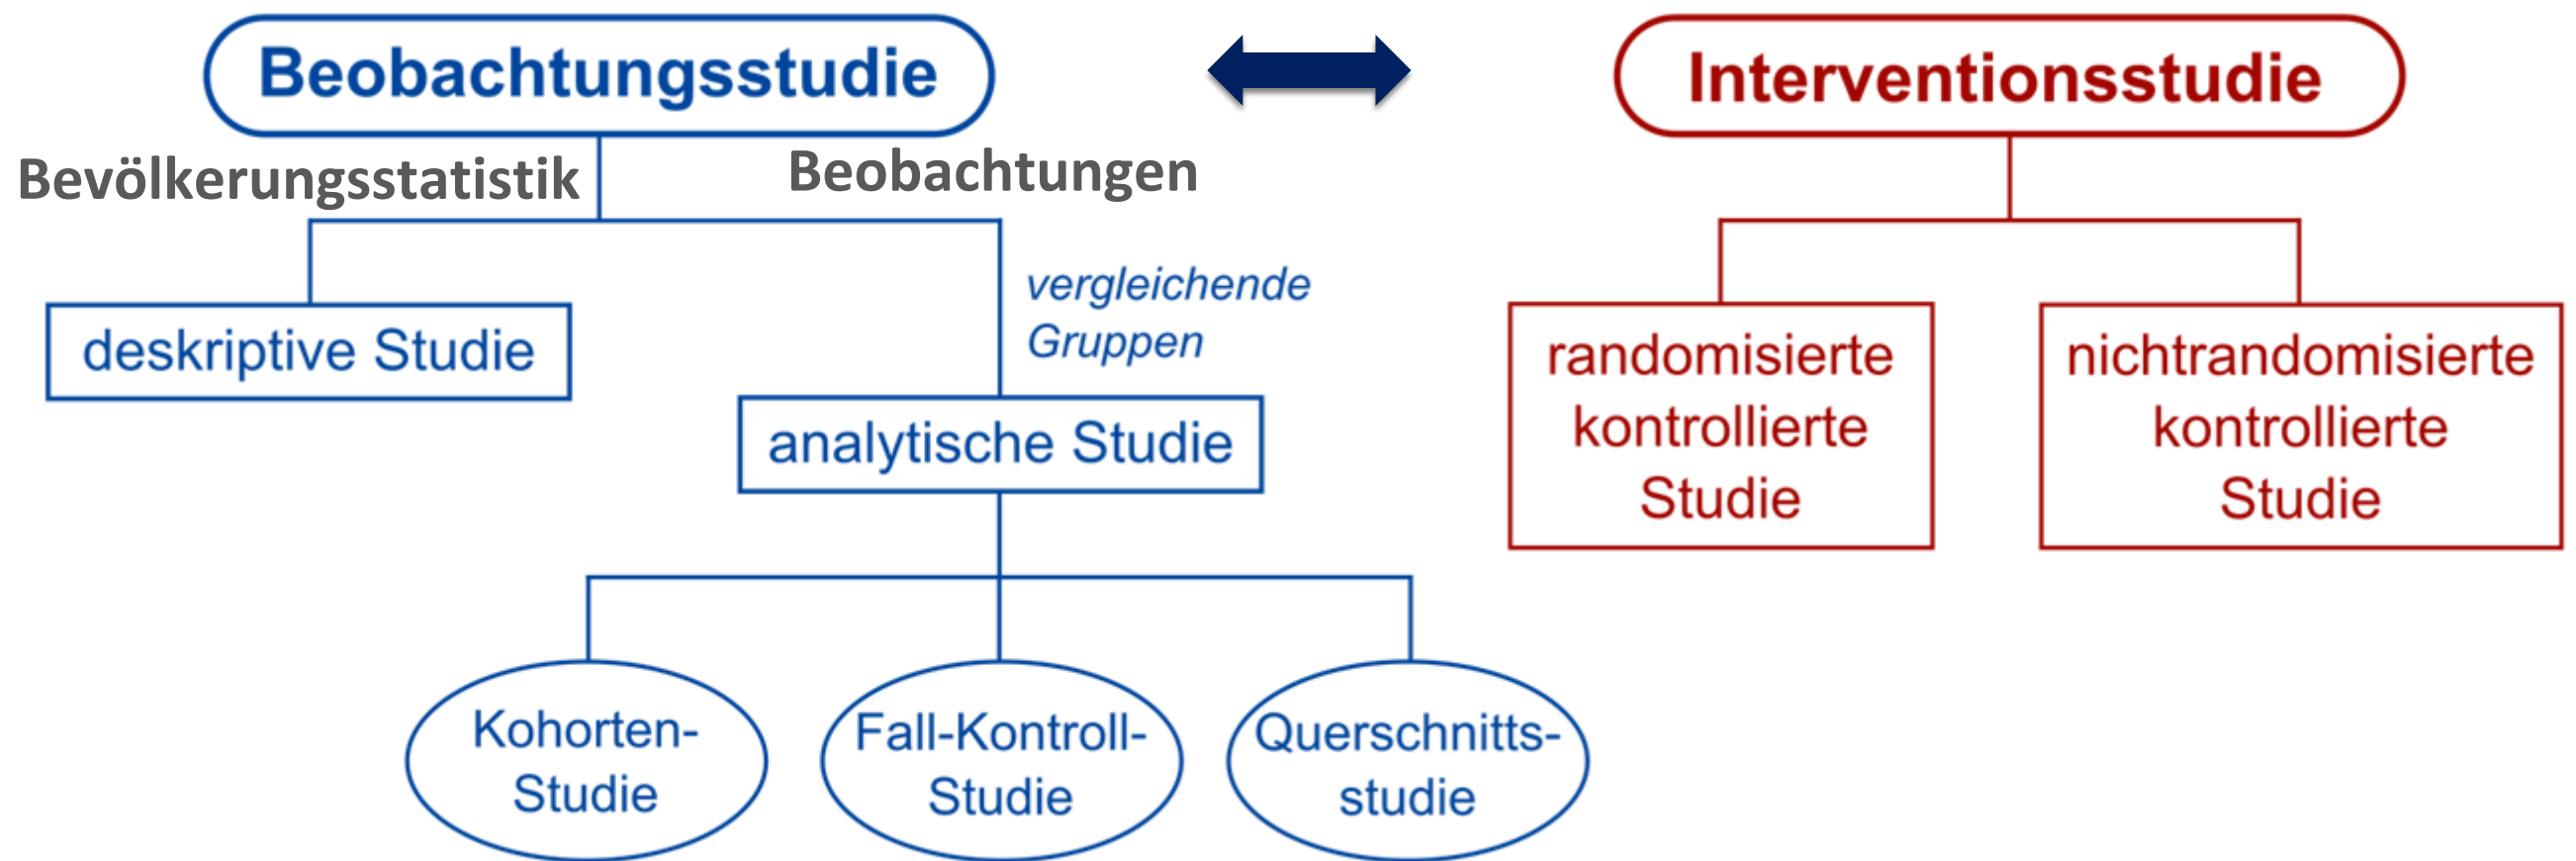 Beobachtungsstudie
Interventionsstudie
Bevölkerungsstatistik
Beobachtungen
vergleichende
Gruppen
deskriptive Studie
analytische Studie
randomisierte
kontrollierte
Studie
nichtrandomisierte
kontrollierte
Studie
Kohorten-
Studie
Fall-Kontroll-
Studie
Querschnitts-
studie